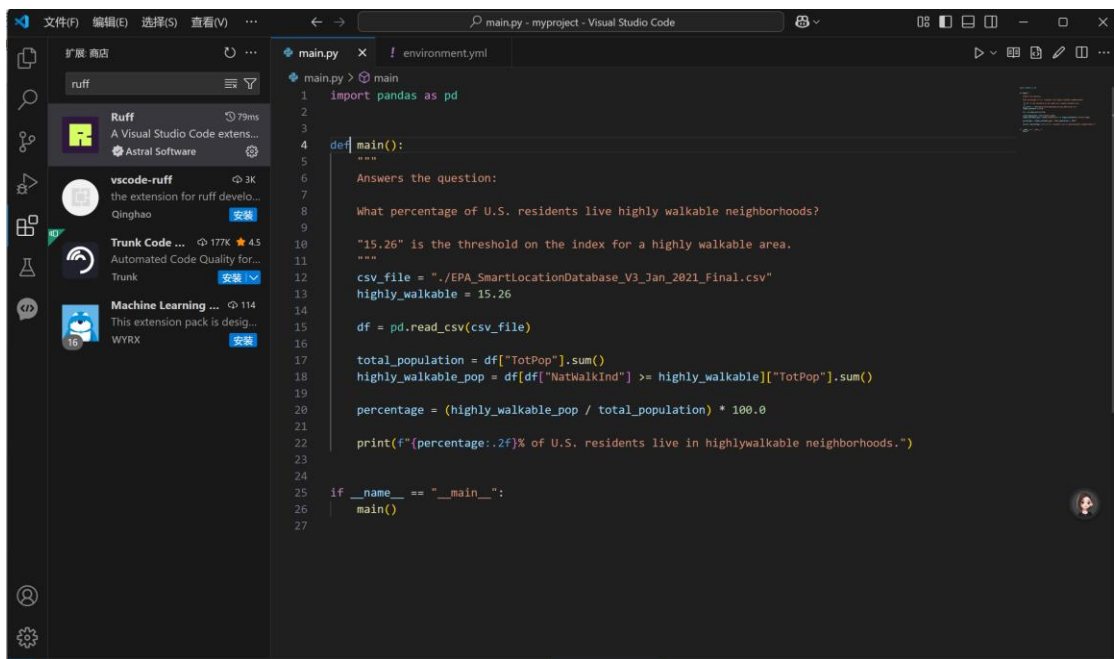 文件(F) 编辑(E) 选择(S) 查看(V) ···
main.py - myproject - Visual Studio Code
扩展: 商店
ruff
Ruff 79ms
A Visual Studio Code extens...
Astral Software
vscode-ruff 3K
the extension for ruff develo...
Qinghao 安装
Trunk Code ... 177K ★ 4.5
Automated Code Quality for...
Trunk 安装
Machine Learning ... 114
This extension pack is desig...
WYRX 安装
16
main.py × ! environment.yml
main.py > main
1 import pandas as pd
2
3
4 def main():
5 """
6 Answers the question:
7
8 What percentage of U.S. residents live highly walkable neighborhoods?
9
10 "15.26" is the threshold on the index for a highly walkable area.
11 """
12 csv_file = "./EPA_SmartLocationDatabase_V3_Jan_2021_Final.csv"
13 highly_walkable = 15.26
14
15 df = pd.read_csv(csv_file)
16
17 total_population = df["TotPop"].sum()
18 highly_walkable_pop = df[df["NatWalkInd"] >= highly_walkable]["TotPop"].sum()
19
20 percentage = (highly_walkable_pop / total_population) * 100.0
21
22 print(f"{percentage:.2f}% of U.S. residents live in highlywalkable neighborhoods.")
23
24
25 if __name__ == "__main__":
26 main()
27